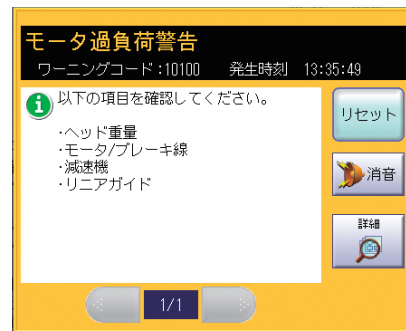 モータ過負荷警告
ワーニングコード:10100 発生時刻 13:35:49
以下の項目を確認してください。
・ヘッド重量
・モータ/ブレーキ線
・減速機
・リニアガイド
リセット
消音
詳細
1/1